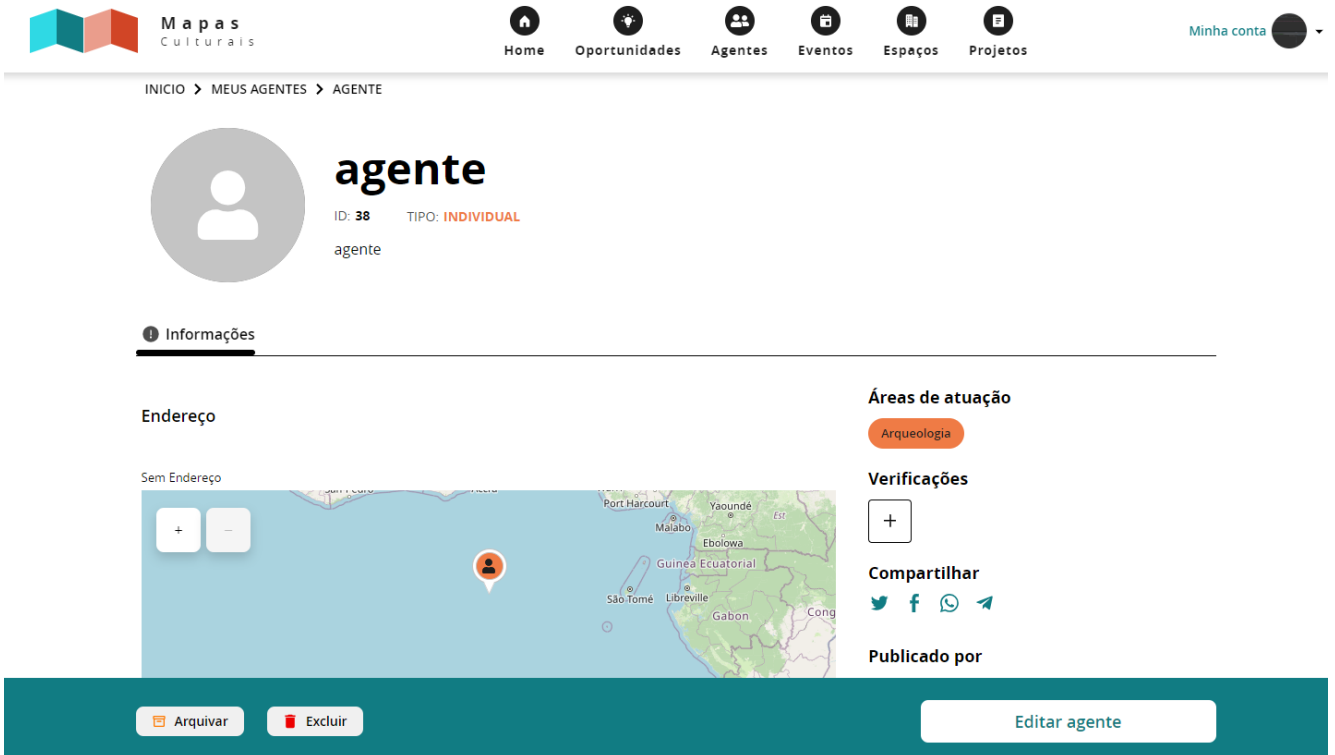 Mapas
Culturais
Home
Oportunidades
Agentes
Eventos
Espaços
Projetos
Minha conta
INICIO > MEUS AGENTES > AGENTE
agente
ID: 38 TIPO: INDIVIDUAL
agente
Informações
Endereço
Sem Endereço
+ −
Port Harcourt
Yaoundé
Est
Malabo
Ebolowa
Guinea Ecuatorial
São Tomé
Libreville
Gabon
Cong
Áreas de atuação
Arqueologia
Verificações
+
Compartilhar
Publicado por
Arquivar
Excluir
Editar agente